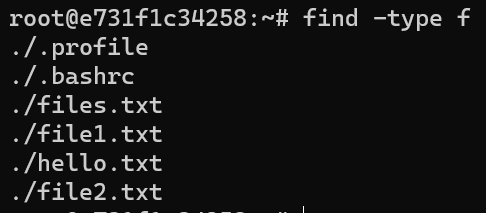 root@e731f1c34258:~# find -type f
./.profile
./.bashrc
./files.txt
./file1.txt
./hello.txt
./file2.txt